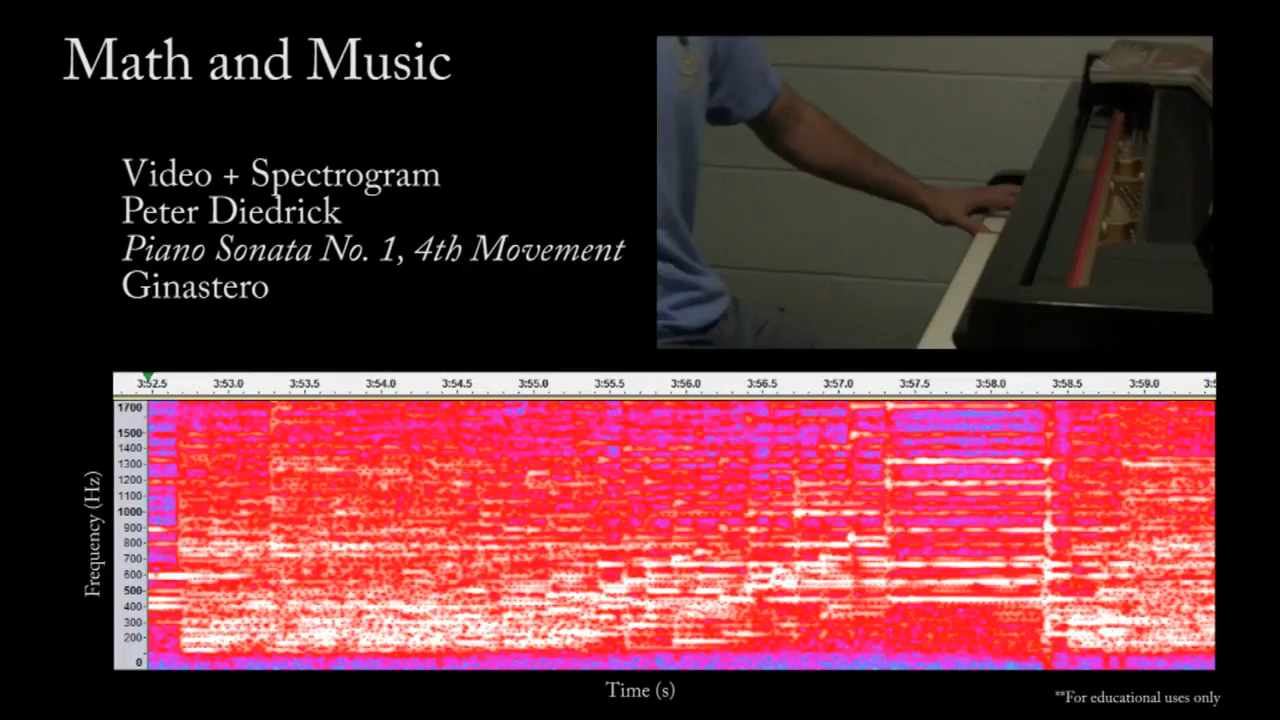 Math and Music
Video + Spectrogram
Peter Diedrick
Piano Sonata No. 1, 4th Movement
Ginastero
3:52.5 3:53.0 3:53.5 3:54.0 3:54.5 3:55.0 3:55.5 3:56.0 3:56.5 3:57.0 3:57.5 3:58.0 3:58.5 3:59.0 3:5
1700
1500
1400
1300
1200
1100
1000
900
800
700
600
500
400
300
200
0
Frequency (Hz)
Time (s)
**For educational uses only